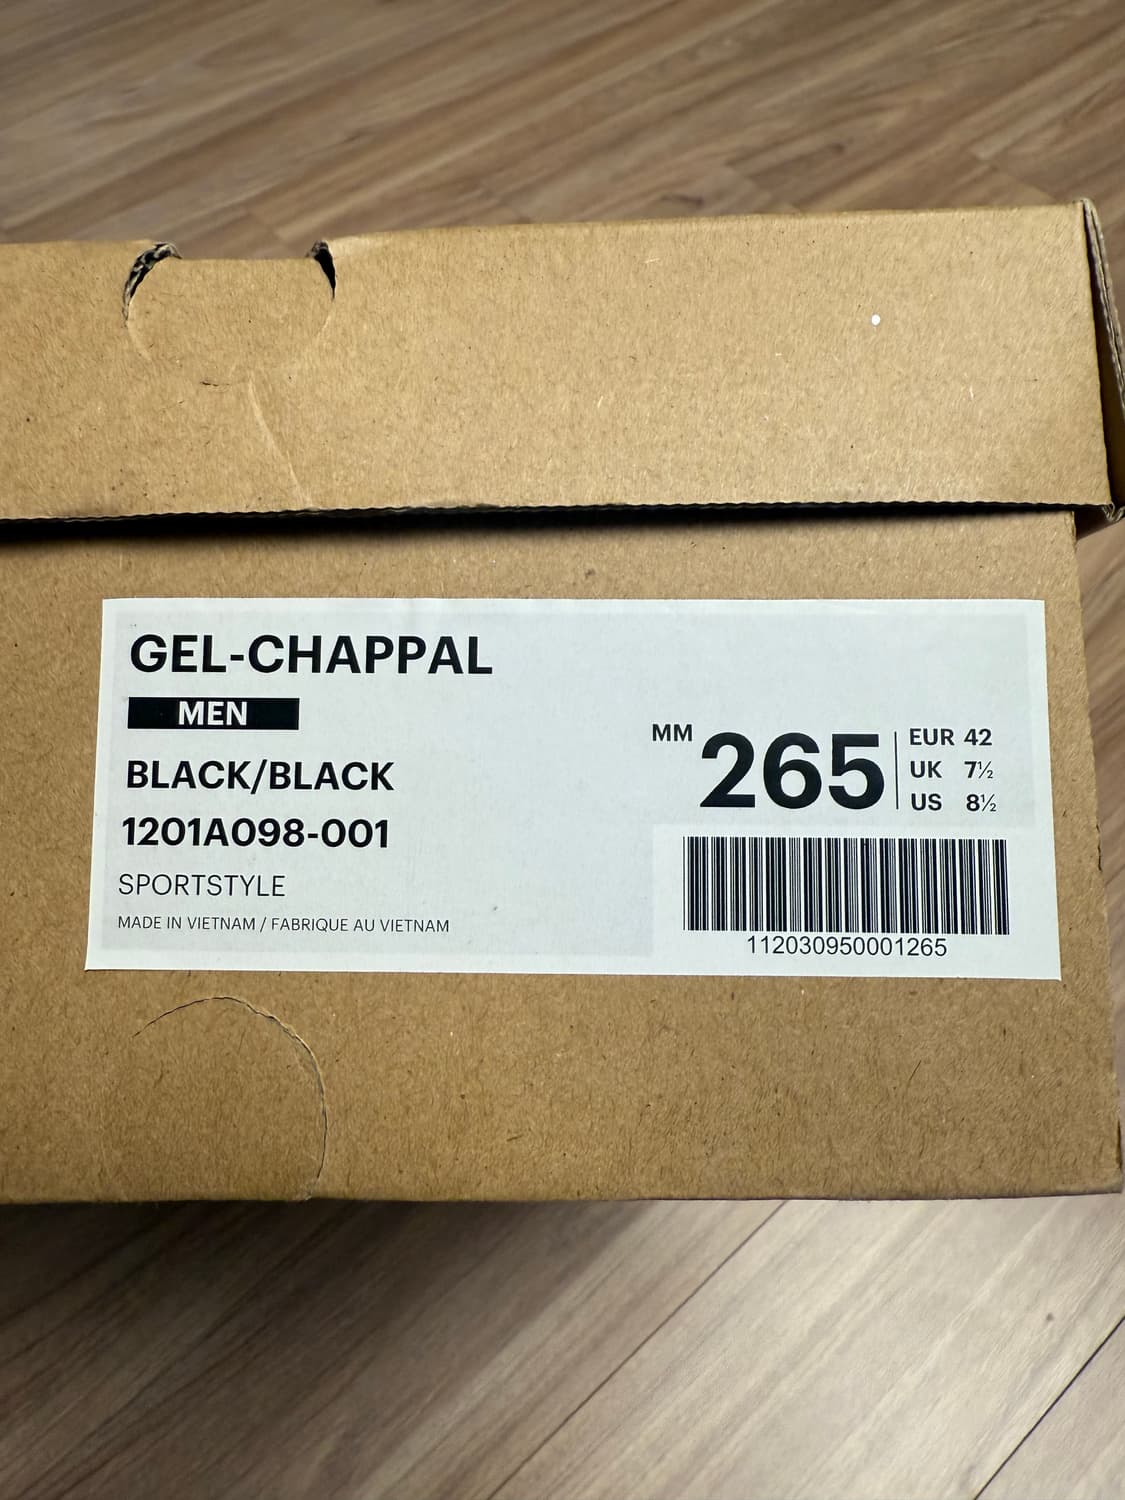 GEL-CHAPPAL
MEN
BLACK/BLACK
1201A098-001
SPORTSTYLE
MADE IN VIETNAM / FABRIQUE AU VIETNAM
MM 265
EUR 42
UK 7½
US 8½
112030950001265